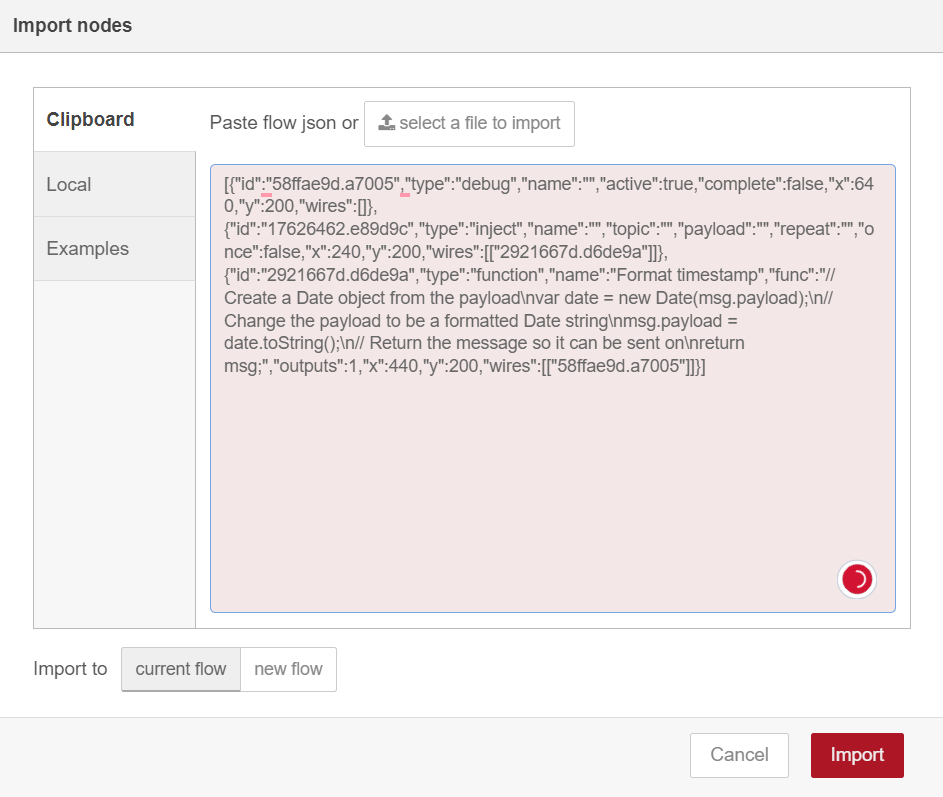 Import nodes
Clipboard
Paste flow json or select a file to import
Local
Examples
[{"id":"58ffae9d.a7005","type":"debug","name":"","active":true,"complete":false,"x":64
0,"y":200,"wires":[]},
{"id":"17626462.e89d9c","type":"inject","name":"","topic":"","payload":"","repeat":"","o
nce":false,"x":240,"y":200,"wires":[["2921667d.d6de9a"]]},
{"id":"2921667d.d6de9a","type":"function","name":"Format timestamp","func":"//
Create a Date object from the payload\nvar date = new Date(msg.payload);\n//
Change the payload to be a formatted Date string\nmsg.payload =
date.toString();\n// Return the message so it can be sent on\nreturn
msg;","outputs":1,"x":440,"y":200,"wires":[["58ffae9d.a7005"]]}]
Import to current flow new flow
Cancel Import